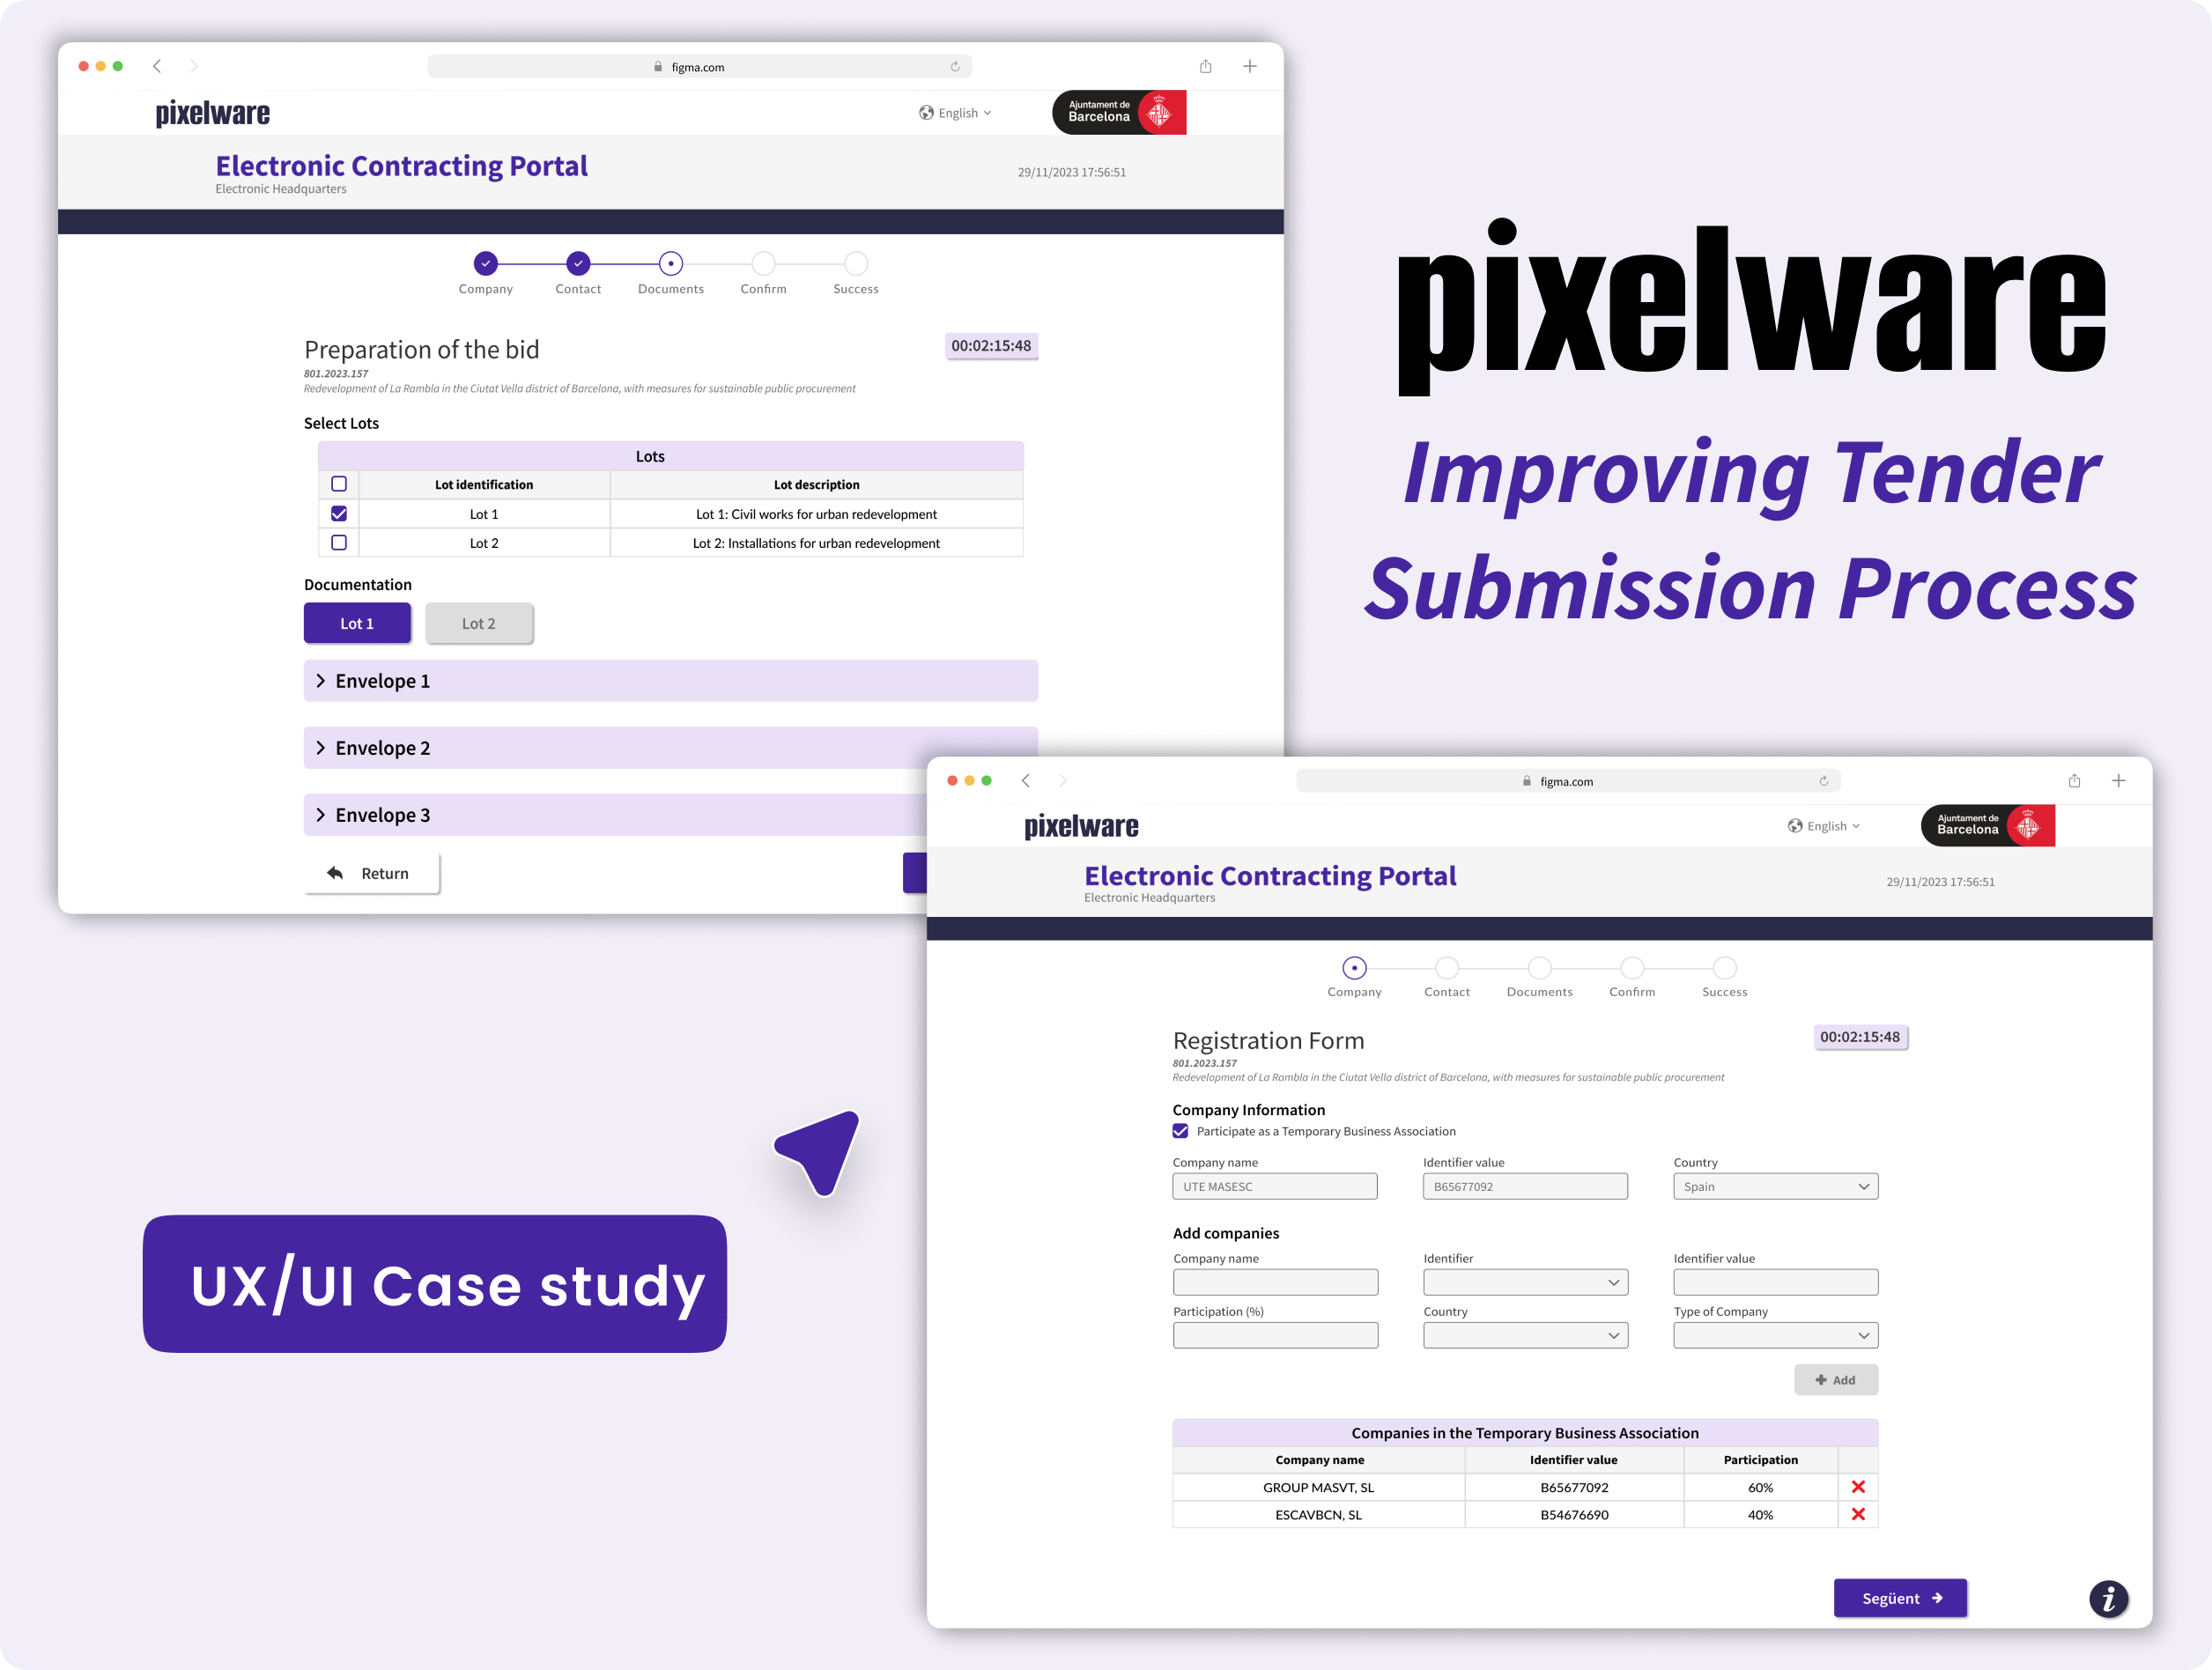 figma.com
pixelware
English
Ajuntament de
Barcelona
Electronic Contracting Portal
Electronic Headquarters
29/11/2023 17:56:51
Company
Contact
Documents
Confirm
Success
Preparation of the bid
00:02:15:48
801.2023.157
Redevelopment of La Rambla in the Ciutat Vella district of Barcelona, with measures for sustainable public procurement
Select Lots
Lots
Lot identification
Lot description
Lot 1
Lot 1: Civil works for urban redevelopment
Lot 2
Lot 2: Installations for urban redevelopment
Documentation
Lot 1
Lot 2
Envelope 1
Envelope 2
Envelope 3
Return
pixelware
Improving Tender
Submission Process
figma.com
pixelware
English
Ajuntament de
Barcelona
Electronic Contracting Portal
Electronic Headquarters
29/11/2023 17:56:51
Company
Contact
Documents
Confirm
Success
Registration Form
00:02:15:48
801.2023.157
Redevelopment of La Rambla in the Ciutat Vella district of Barcelona, with measures for sustainable public procurement
Company Information
Participate as a Temporary Business Association
Company name
Identifier value
Country
UTE MASESC
B65677092
Spain
Add companies
Company name
Identifier
Identifier value
Participation (%)
Country
Type of Company
Add
Companies in the Temporary Business Association
Company name
Identifier value
Participation
GROUP MASVT, SL
B65677092
60%
ESCAVBCN, SL
B54676690
40%
Següent
i
UX/UI Case study